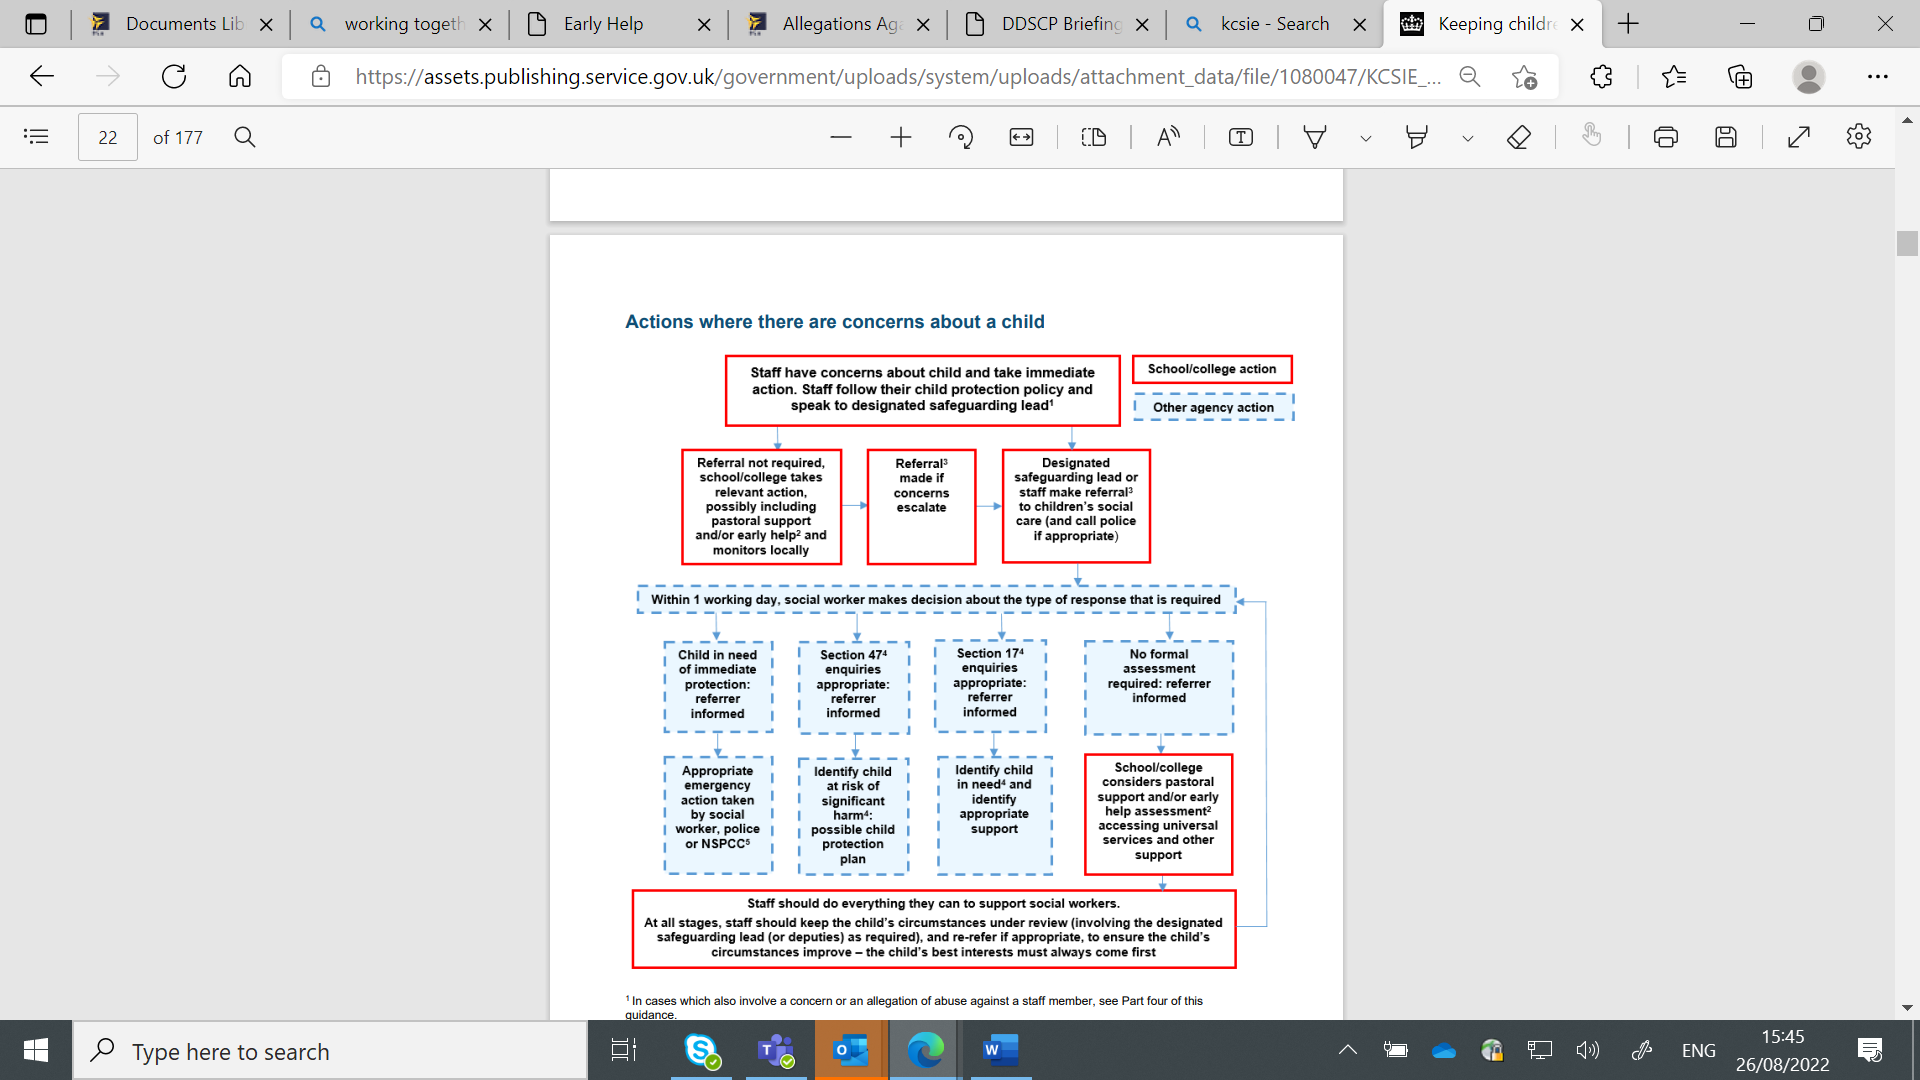 Documents Lib
working togeth
Early Help
Allegations Aga
DDSCP Briefing
kcsie - Search
Keeping childre
https://assets.publishing.service.gov.uk/government/uploads/system/uploads/attachment_data/file/1080047/KCSIE_...
22
of 177
Actions where there are concerns about a child
Staff have concerns about child and take immediate
action. Staff follow their child protection policy and
speak to designated safeguarding lead¹
School/college action
Other agency action
Referral not required,
school/college takes
relevant action,
possibly including
pastoral support
and/or early help² and
monitors locally
Referral³
made if
concerns
escalate
Designated
safeguarding lead or
staff make referral³
to children's social
care (and call police
if appropriate)
Within 1 working day, social worker makes decision about the type of response that is required
Child in need
of immediate
protection:
referrer
informed
Section 47⁴
enquiries
appropriate:
referrer
informed
Section 17⁴
enquiries
appropriate:
referrer
informed
No formal
assessment
required: referrer
informed
Appropriate
emergency
action taken
by social
worker, police
or NSPCC⁵
Identify child
at risk of
significant
harm⁴:
possible child
protection
plan
Identify child
in need⁴ and
identify
appropriate
support
School/college
considers pastoral
support and/or early
help assessment²
accessing universal
services and other
support
Staff should do everything they can to support social workers.
At all stages, staff should keep the child's circumstances under review (involving the designated
safeguarding lead (or deputies) as required), and re-refer if appropriate, to ensure the child's
circumstances improve – the child's best interests must always come first
¹ In cases which also involve a concern or an allegation of abuse against a staff member, see Part four of this
guidance.
Type here to search
ENG
15:45
26/08/2022